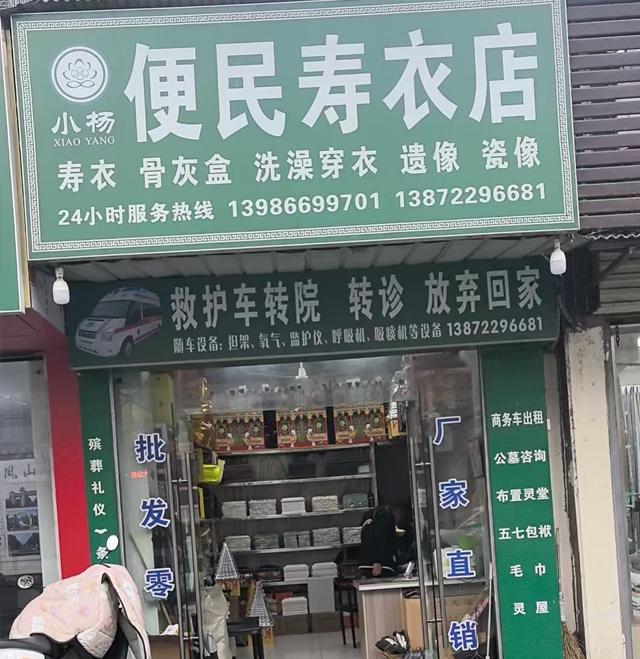 便民寿衣店
小杨
XIAO YANG
寿衣 骨灰盒 洗澡穿衣 遗像 瓷像
24小时服务热线 13986699701 13872296681
救护车转院 转诊 放弃回家
随车设备:担架、氧气、监护仪、呼吸机、吸痰机等设备 13872296681
殡葬礼仪一条
批发零
厂家直销
商务车出租
公墓咨询
布置灵堂
五七包袱
毛巾
灵屋
凤山